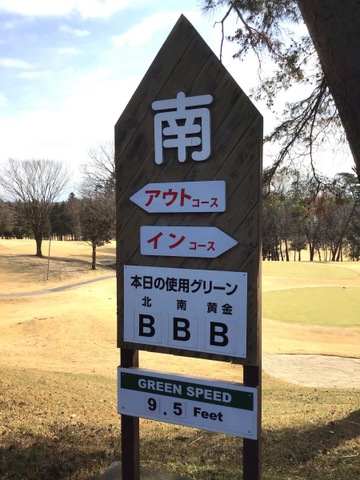 南
アウトコース
インコース
本日の使用グリーン
北 南 黄金
B B B
GREEN SPEED
9.5 Feet